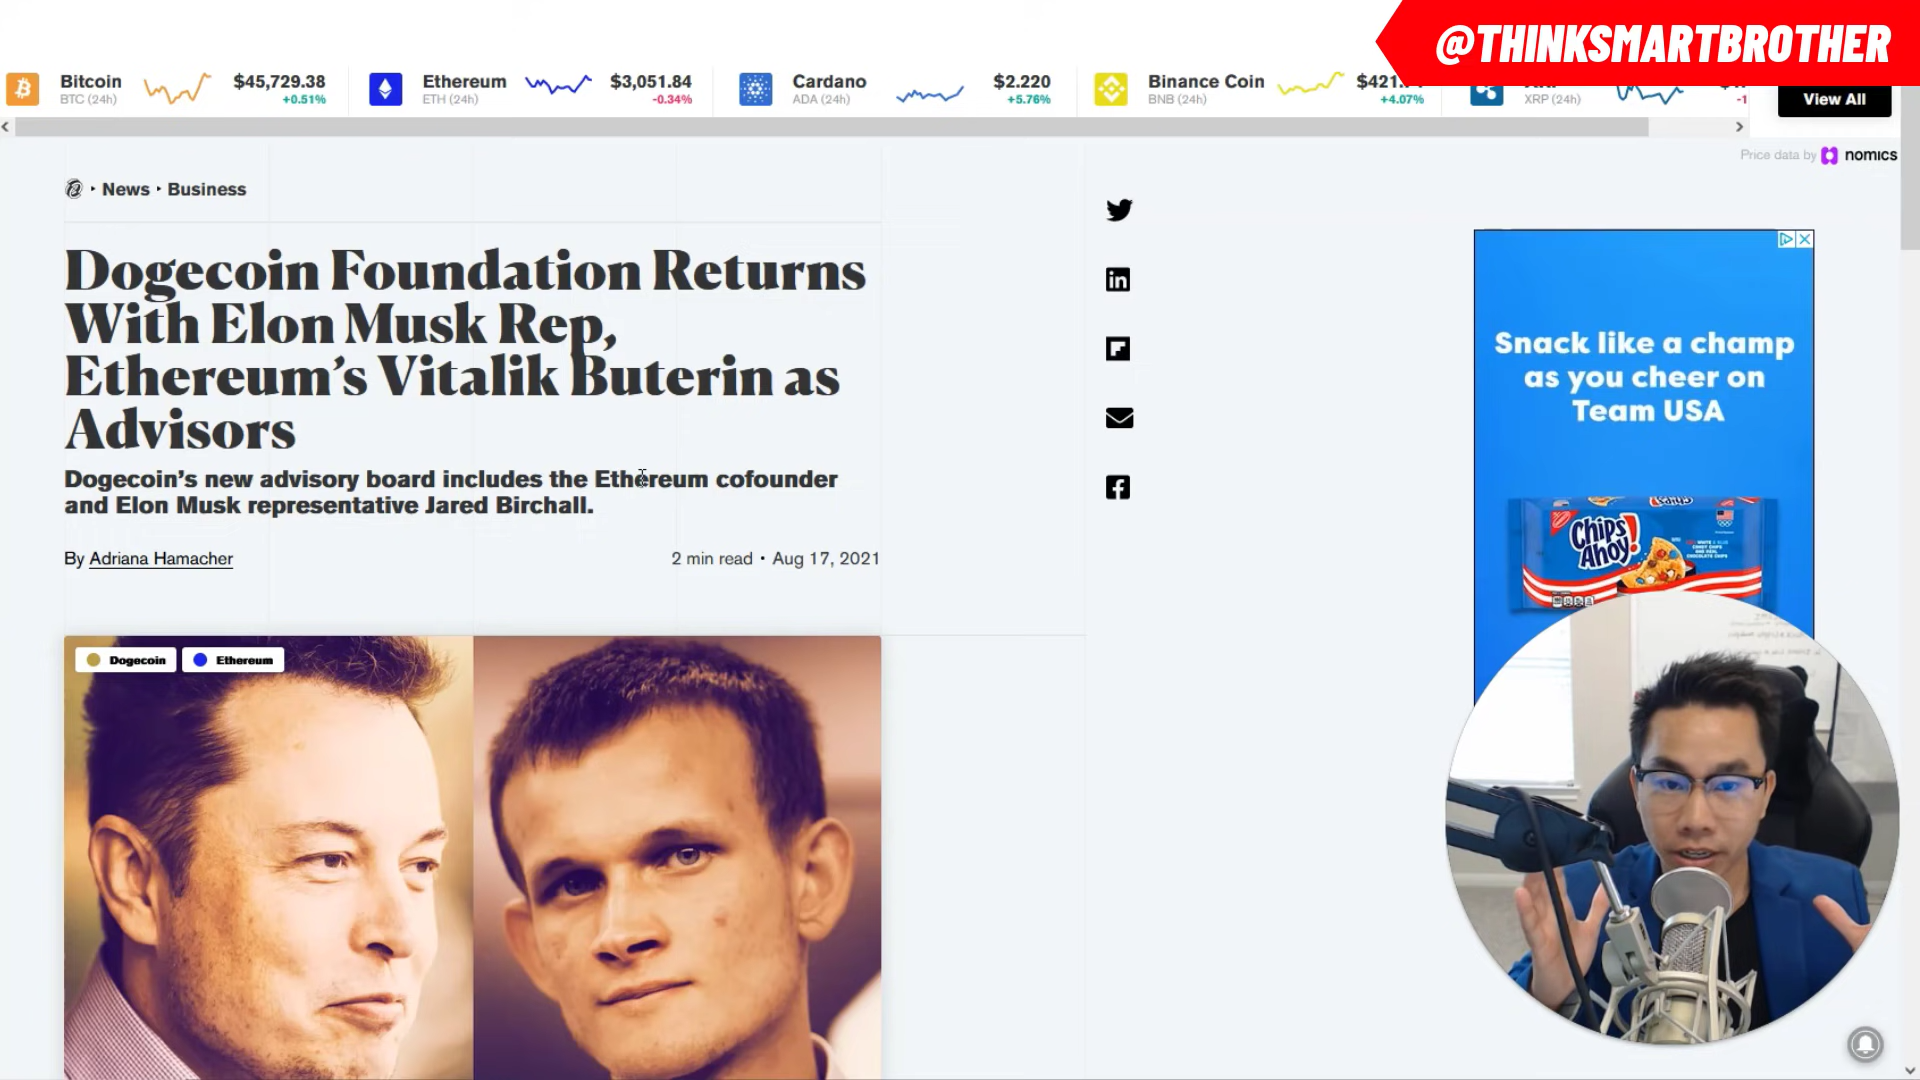 @THINKSMARTBROTHER
Bitcoin
BTC (24h)
$45,729.38
+0.51%
Ethereum
ETH (24h)
$3,051.84
-0.34%
Cardano
ADA (24h)
$2.220
+5.76%
Binance Coin
BNB (24h)
$421.
+4.07%
XRP (24h)
-1
View All
Price data by nomics
News • Business
Dogecoin Foundation Returns
With Elon Musk Rep,
Ethereum's Vitalik Buterin as
Advisors
Dogecoin's new advisory board includes the Ethereum cofounder
and Elon Musk representative Jared Birchall.
By Adriana Hamacher
2 min read • Aug 17, 2021
Dogecoin
Ethereum
Snack like a champ
as you cheer on
Team USA
Chips
Ahoy!